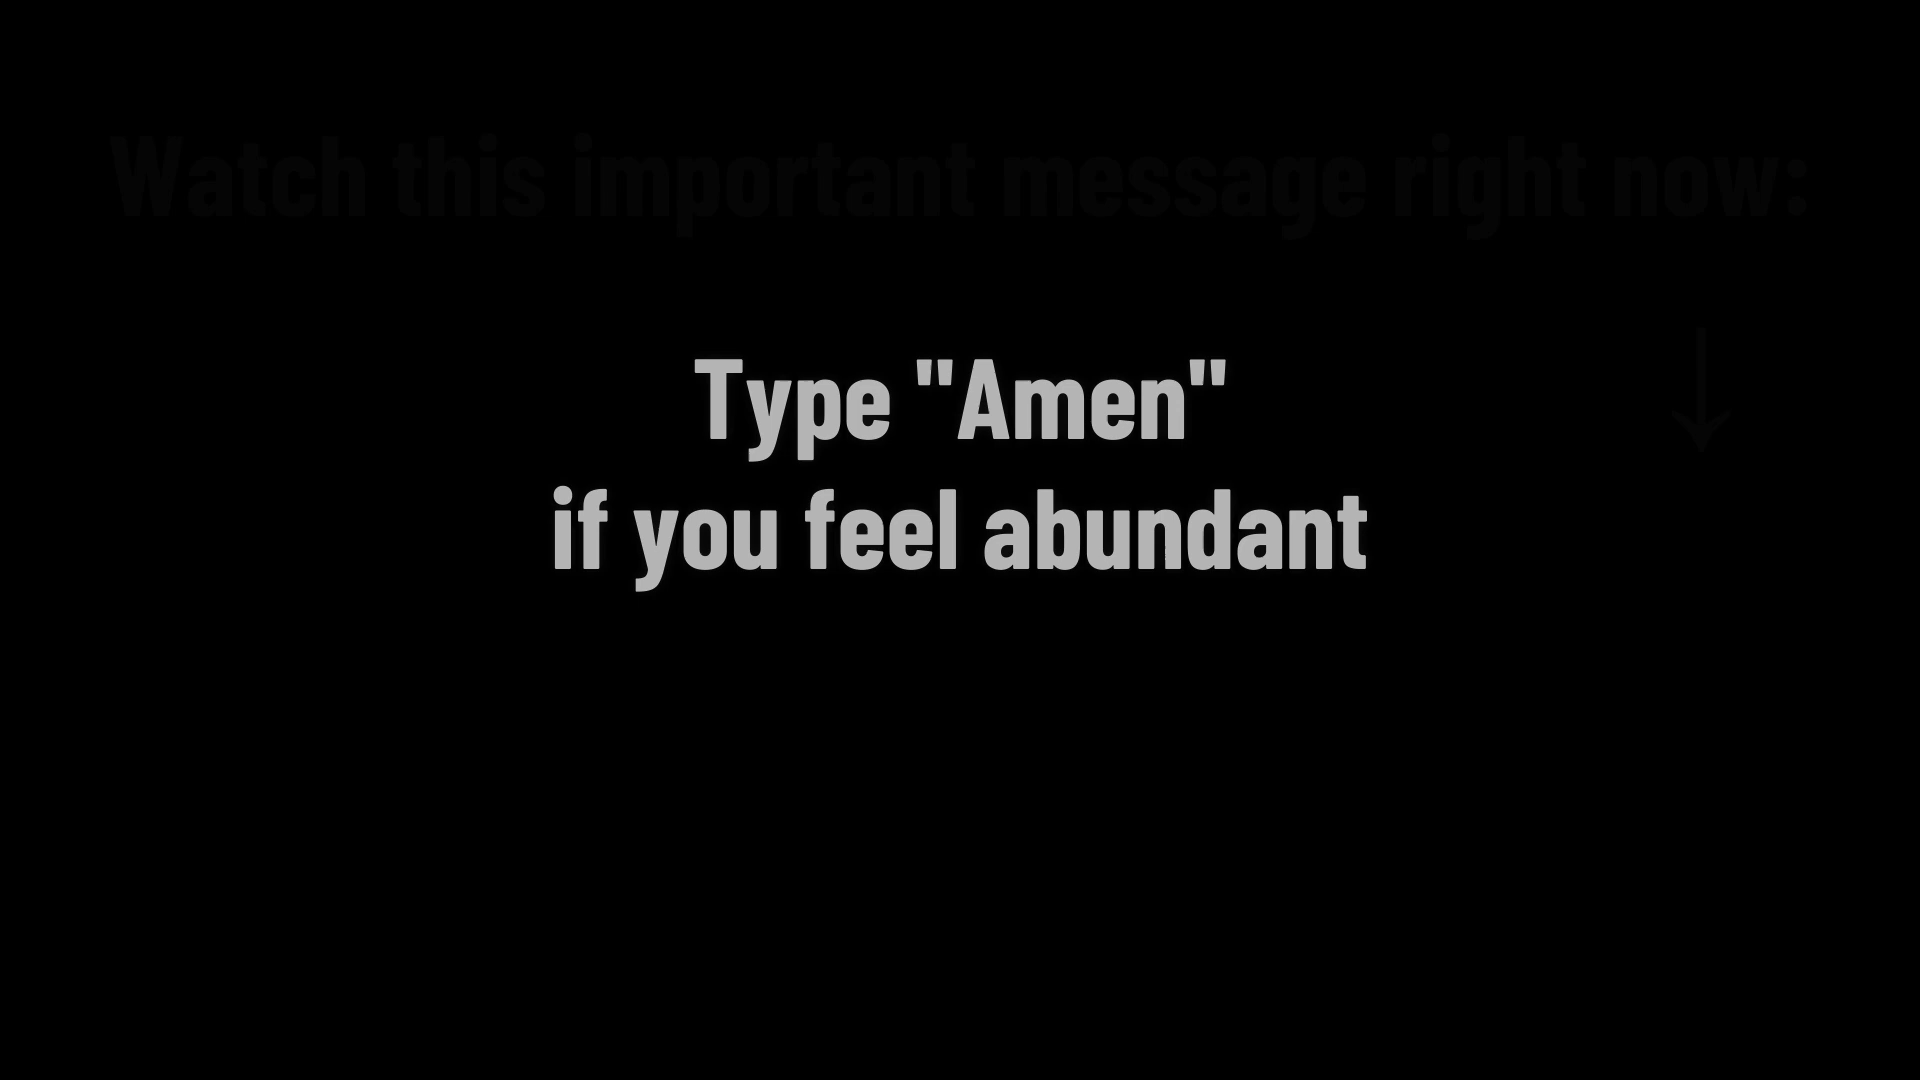 Watch this important message right now:
Type "Amen"
if you feel abundant